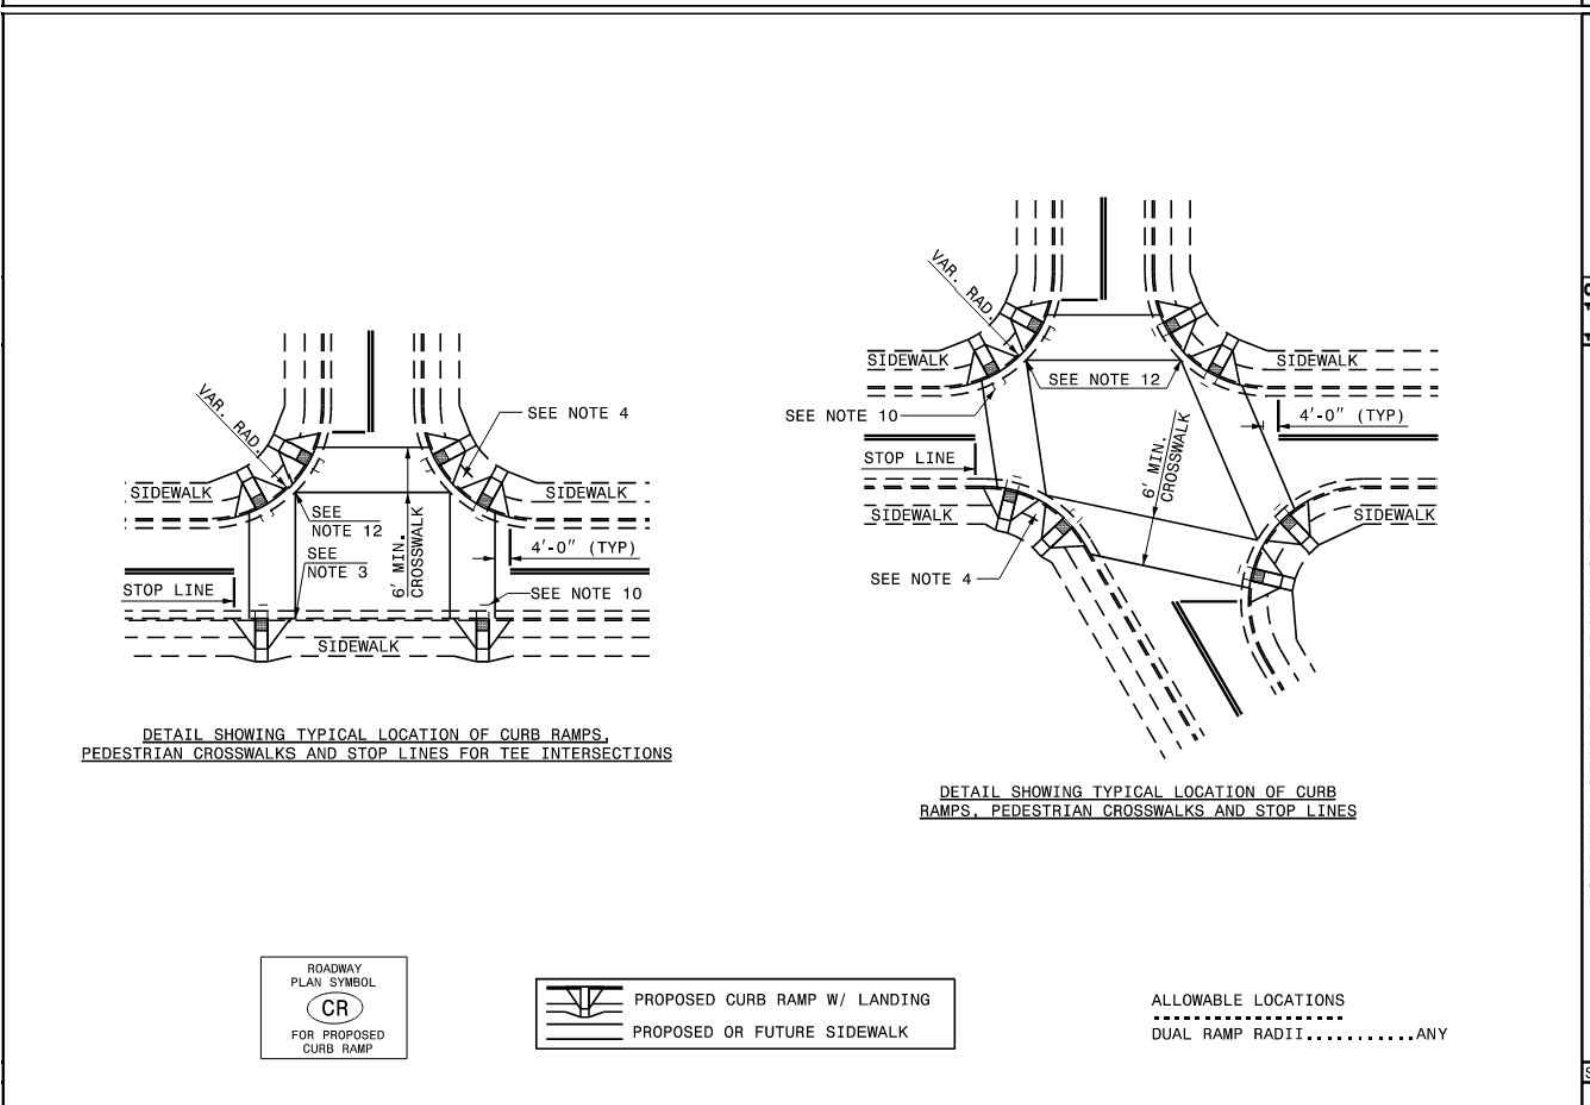 VAR. RAD.
SEE NOTE 4
SIDEWALK
SIDEWALK
SEE
NOTE 12
SEE
NOTE 3
6' MIN.
CROSSWALK
4'-0" (TYP)
STOP LINE
SEE NOTE 10
SIDEWALK
DETAIL SHOWING TYPICAL LOCATION OF CURB RAMPS,
PEDESTRIAN CROSSWALKS AND STOP LINES FOR TEE INTERSECTIONS
VAR. RAD.
SIDEWALK
SIDEWALK
SEE NOTE 12
SEE NOTE 10
4'-0" (TYP)
6' MIN.
CROSSWALK
STOP LINE
SIDEWALK
SIDEWALK
SEE NOTE 4
DETAIL SHOWING TYPICAL LOCATION OF CURB
RAMPS, PEDESTRIAN CROSSWALKS AND STOP LINES
ROADWAY
PLAN SYMBOL
CR
FOR PROPOSED
CURB RAMP
PROPOSED CURB RAMP W/ LANDING
PROPOSED OR FUTURE SIDEWALK
ALLOWABLE LOCATIONS
DUAL RAMP RADII...........ANY